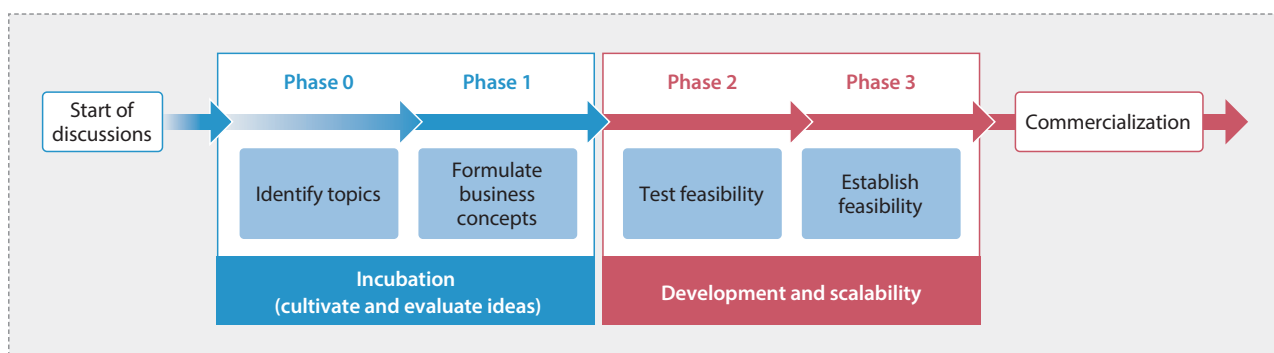 Phase 0
Phase 1
Phase 2
Phase 3
Start of
discussions
Commercialization
Identify topics
Formulate
business
concepts
Test feasibility
Establish
feasibility
Incubation
(cultivate and evaluate ideas)
Development and scalability